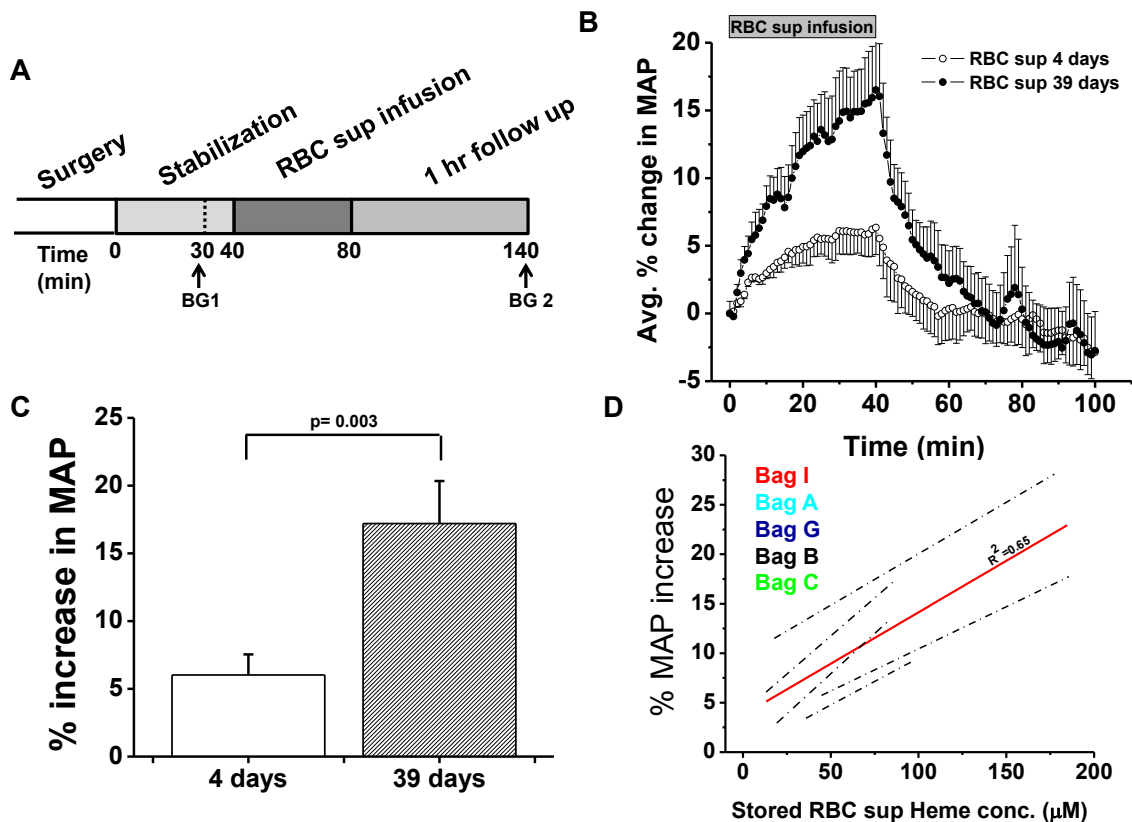 A
Surgery
Stabilization
RBC sup infusion
1 hr follow up
Time (min)
0
30
40
80
140
BG1
BG 2
B
RBC sup infusion
RBC sup 4 days
RBC sup 39 days
Avg. % change in MAP
20
15
10
5
0
-5
0 20 40 60 80 100
Time (min)
C
p= 0.003
% increase in MAP
25
20
15
10
5
0
4 days
39 days
D
Bag I
Bag A
Bag G
Bag B
Bag C
R²=0.65
% MAP increase
30
25
20
15
10
5
0
0 50 100 150 200
Stored RBC sup Heme conc. (μM)